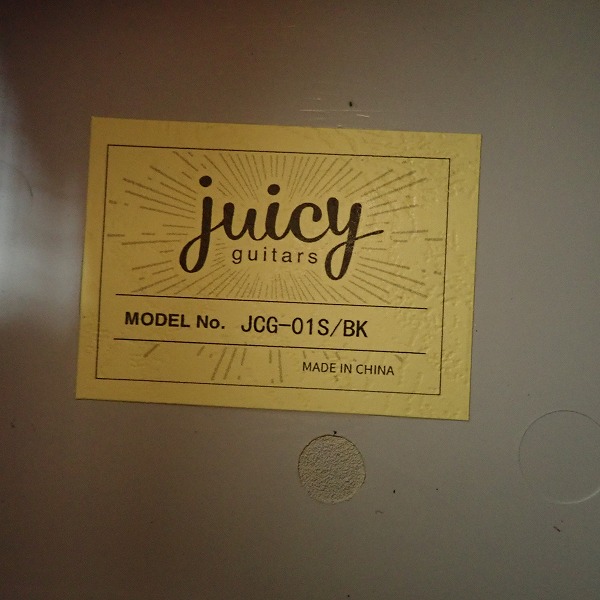 juicy
guitars
MODEL No. JCG-01S/BK
MADE IN CHINA